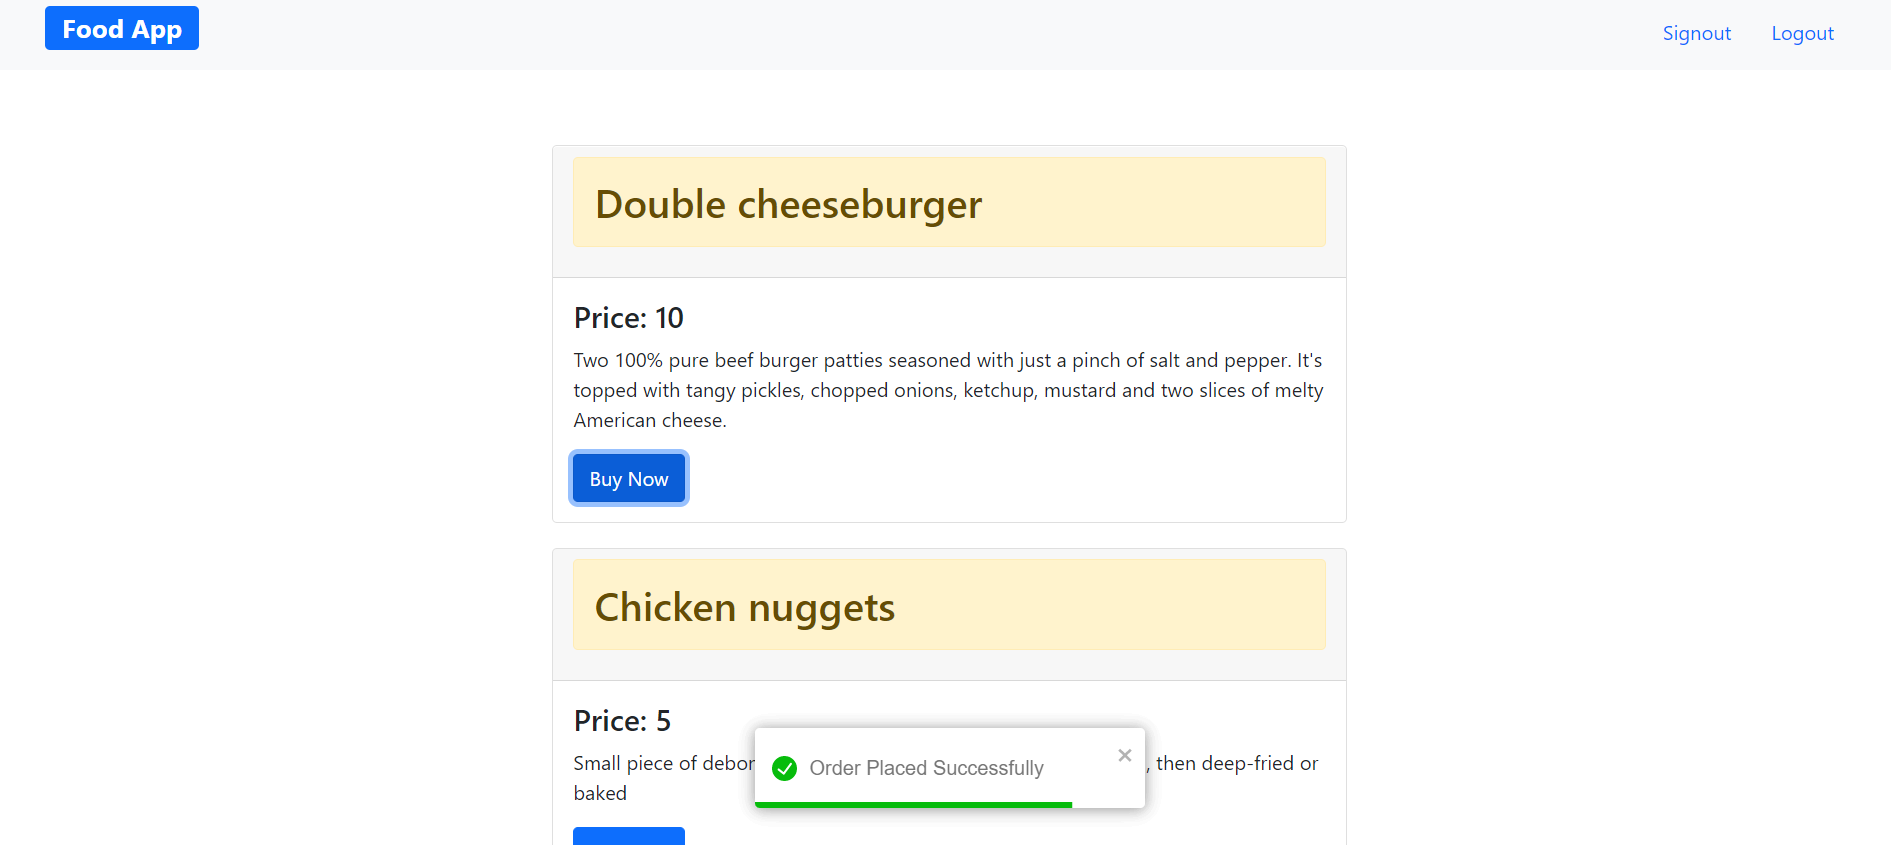 Food App
Signout
Logout
Double cheeseburger
Price: 10
Two 100% pure beef burger patties seasoned with just a pinch of salt and pepper. It's
topped with tangy pickles, chopped onions, ketchup, mustard and two slices of melty
American cheese.
Buy Now
Chicken nuggets
Price: 5
Small piece of , then deep-fried or
baked
Order Placed Successfully